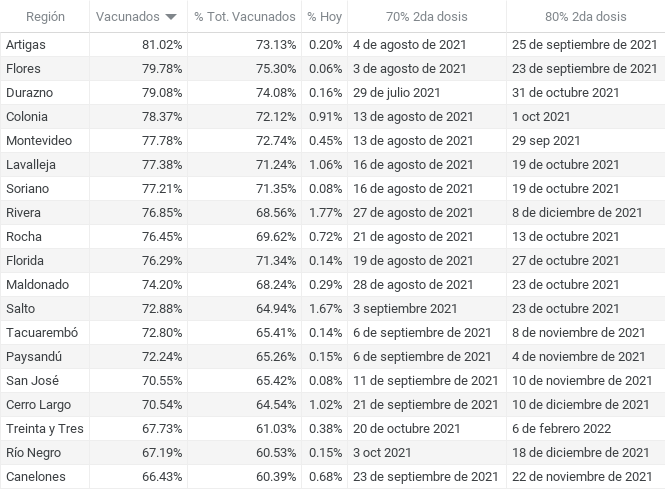 Región Vacunados % Tot. Vacunados % Hoy 70% 2da dosis 80% 2da dosis
Artigas 81.02% 73.13% 0.20% 4 de agosto de 2021 25 de septiembre de 2021
Flores 79.78% 75.30% 0.06% 3 de agosto de 2021 23 de septiembre de 2021
Durazno 79.08% 74.08% 0.16% 29 de julio 2021 31 de octubre 2021
Colonia 78.37% 72.12% 0.91% 13 de agosto de 2021 1 oct 2021
Montevideo 77.78% 72.74% 0.45% 13 de agosto de 2021 29 sep 2021
Lavalleja 77.38% 71.24% 1.06% 16 de agosto de 2021 19 de octubre 2021
Soriano 77.21% 71.35% 0.08% 16 de agosto de 2021 19 de octubre 2021
Rivera 76.85% 68.56% 1.77% 27 de agosto de 2021 8 de diciembre de 2021
Rocha 76.45% 69.62% 0.72% 21 de agosto de 2021 13 de octubre 2021
Florida 76.29% 71.34% 0.14% 19 de agosto de 2021 27 de octubre 2021
Maldonado 74.20% 68.24% 0.29% 28 de agosto de 2021 23 de octubre 2021
Salto 72.88% 64.94% 1.67% 3 septiembre 2021 23 de octubre 2021
Tacuarembó 72.80% 65.41% 0.14% 6 de septiembre de 2021 8 de noviembre de 2021
Paysandú 72.24% 65.26% 0.15% 6 de septiembre de 2021 4 de noviembre de 2021
San José 70.55% 65.42% 0.08% 11 de septiembre de 2021 10 de noviembre de 2021
Cerro Largo 70.54% 64.54% 1.02% 21 de septiembre de 2021 10 de diciembre de 2021
Treinta y Tres 67.73% 61.03% 0.38% 20 de octubre 2021 6 de febrero 2022
Río Negro 67.19% 60.53% 0.15% 3 oct 2021 18 de diciembre de 2021
Canelones 66.43% 60.39% 0.68% 23 de septiembre de 2021 22 de noviembre de 2021